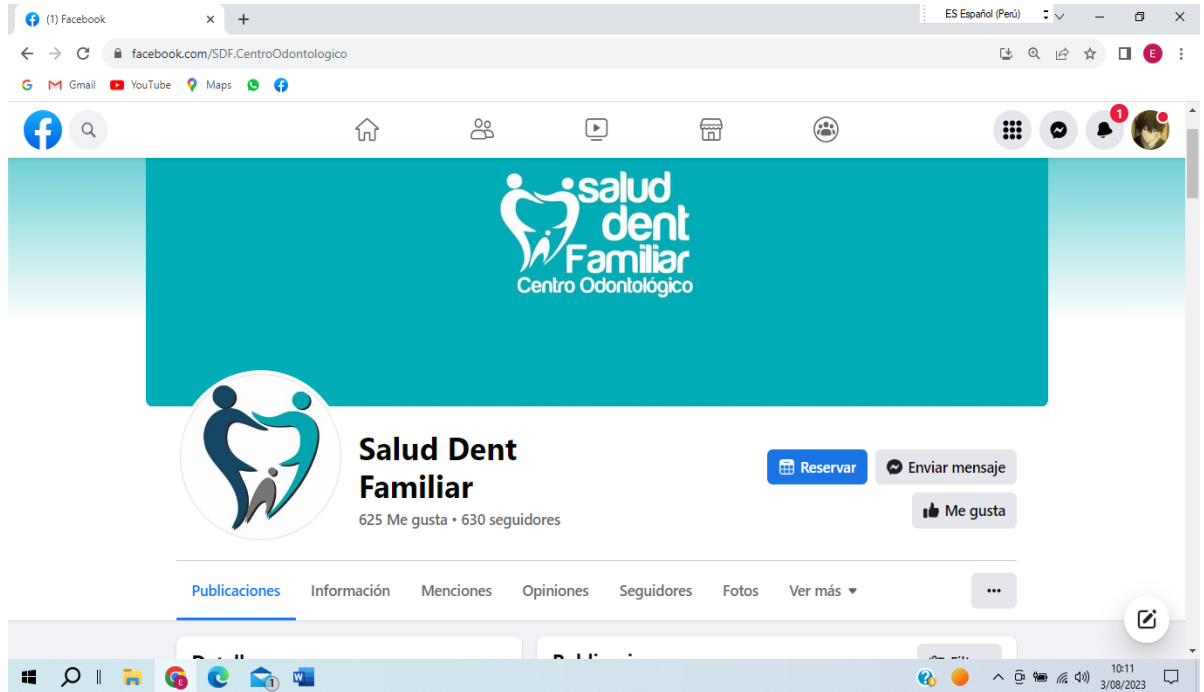 (1) Facebook
ES Español (Perú)
facebook.com/SDF.CentroOdontologico
E
Gmail
YouTube
Maps
1
salud
dent
Familiar
Centro Odontológico
Salud Dent
Familiar
625 Me gusta • 630 seguidores
Reservar
Enviar mensaje
Me gusta
Publicaciones Información Menciones Opiniones Seguidores Fotos Ver más
1
10:11
3/08/2023